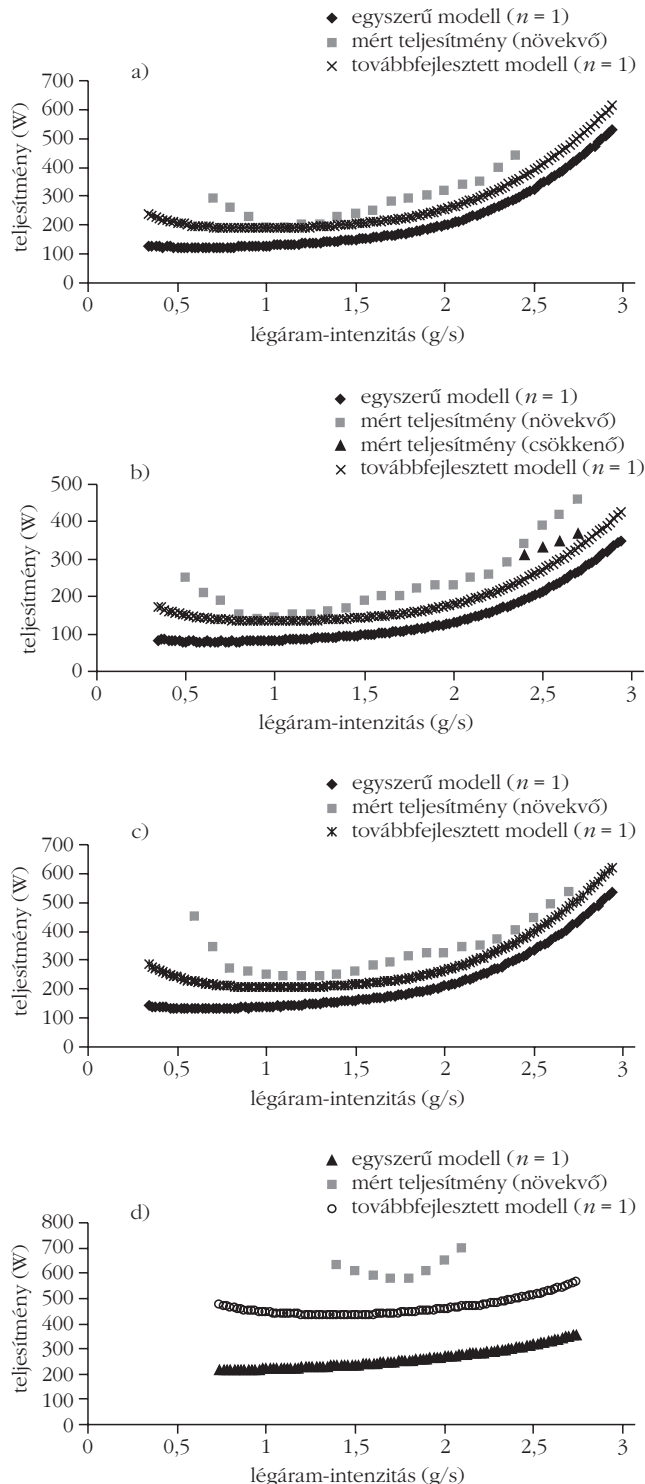 egyszerű modell (n = 1)
mért teljesítmény (növekvő)
továbbfejlesztett modell (n = 1)
a)
teljesítmény (W)
700
600
500
400
300
200
100
0
0 0,5 1 1,5 2 2,5 3
légáram-intenzitás (g/s)
egyszerű modell (n = 1)
mért teljesítmény (növekvő)
mért teljesítmény (csökkenő)
továbbfejlesztett modell (n = 1)
b)
teljesítmény (W)
500
400
300
200
100
0
0 0,5 1 1,5 2 2,5 3
légáram-intenzitás (g/s)
egyszerű modell (n = 1)
mért teljesítmény (növekvő)
továbbfejlesztett modell (n = 1)
c)
teljesítmény (W)
700
600
500
400
300
200
100
0
0 0,5 1 1,5 2 2,5 3
légáram-intenzitás (g/s)
egyszerű modell (n = 1)
mért teljesítmény (növekvő)
továbbfejlesztett modell (n = 1)
d)
teljesítmény (W)
800
700
600
500
400
300
200
100
0
0 0,5 1 1,5 2 2,5 3
légáram-intenzitás (g/s)